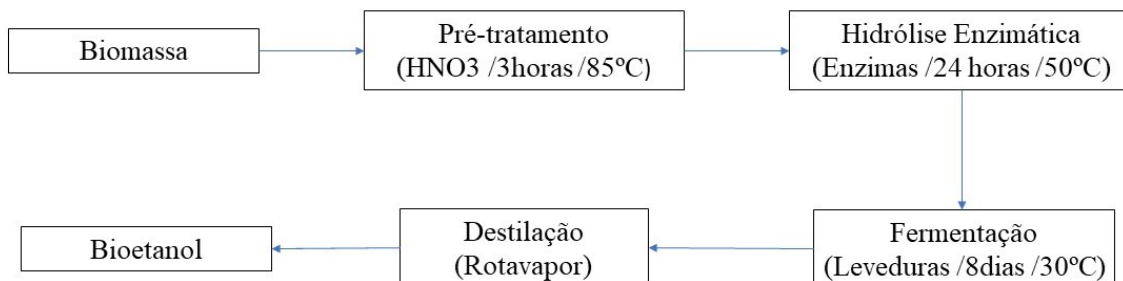 Biomassa
Pré-tratamento
(HNO3 /3horas /85ºC)
Hidrólise Enzimática
(Enzimas /24 horas /50ºC)
Fermentação
(Leveduras /8dias /30ºC)
Destilação
(Rotavapor)
Bioetanol